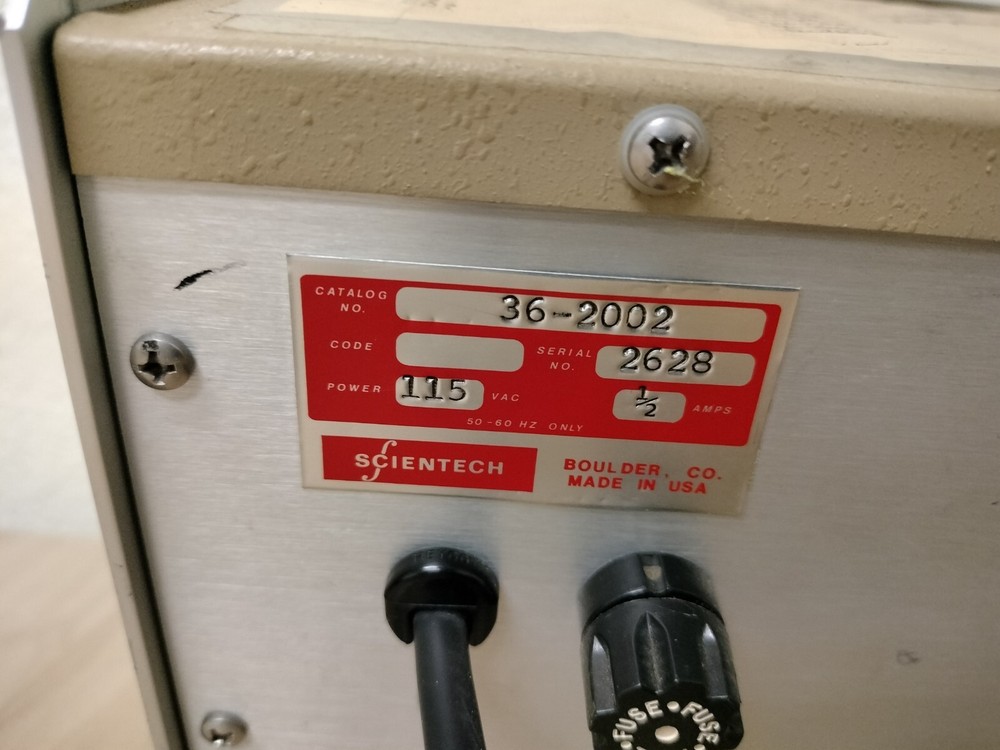 CATALOG NO. 36-2002
CODE
SERIAL NO. 2628
POWER 115 VAC
½ AMPS
50-60 HZ ONLY
SCIENTECH
BOULDER, CO.
MADE IN USA
FUSE • FUSE